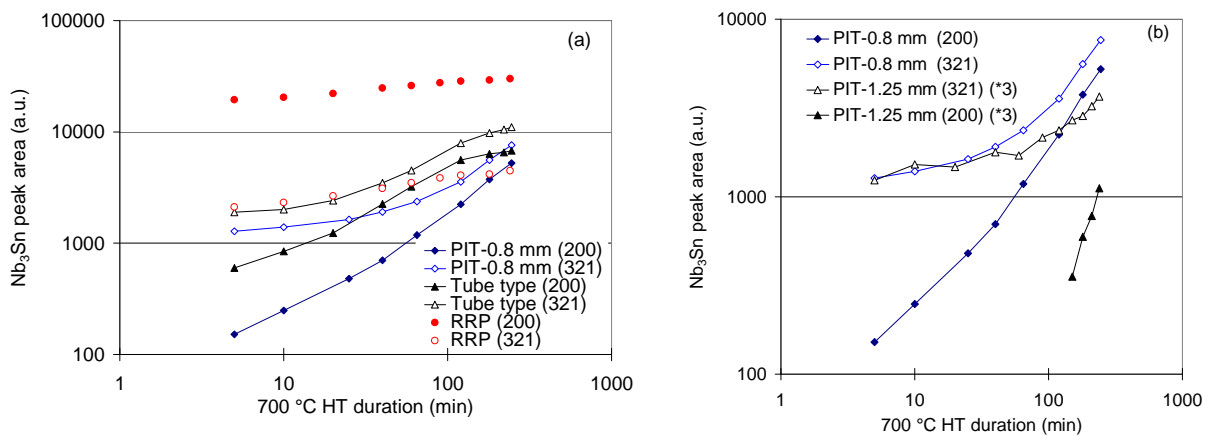 (a)
100000
10000
1000
100
1
10
100
1000
Nb₃Sn peak area (a.u.)
700 °C HT duration (min)
PIT-0.8 mm (200)
PIT-0.8 mm (321)
Tube type (200)
Tube type (321)
RRP (200)
RRP (321)
(b)
10000
1000
100
1
10
100
1000
Nb₃Sn peak area (a.u.)
700 °C HT duration (min)
PIT-0.8 mm (200)
PIT-0.8 mm (321)
PIT-1.25 mm (321) (*3)
PIT-1.25 mm (200) (*3)